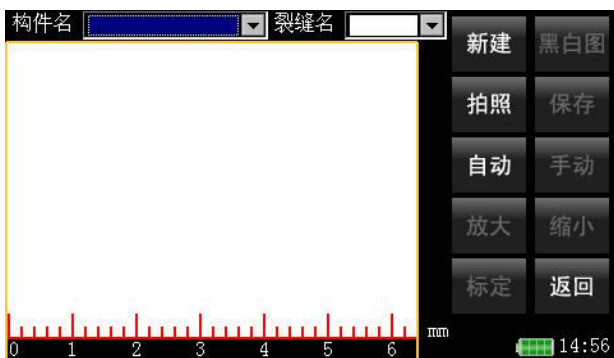 构件名 裂缝名
新建 黑白图
拍照 保存
自动 手动
放大 缩小
标定 返回
0 1 2 3 4 5 6 mm
14:56